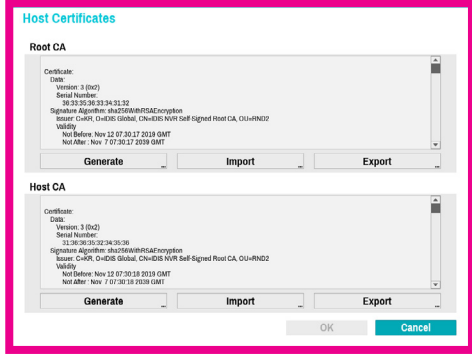 Host Certificates
Root CA
Certificate:
Data:
Version: 3 (0x2)
Serial Number:
36:33:35:36:33:34:31:32
Signature Algorithm: sha256WithRSAEncryption
Issuer: C=KR, O=IDIS Global, CN=IDIS NVR Self-Signed Root CA, OU=RND2
Validity
Not Before: Nov 12 07:30:17 2019 GMT
Not After : Nov 7 07:30:17 2039 GMT
Generate ... Import ... Export ...
Host CA
Certificate:
Data:
Version: 3 (0x2)
Serial Number:
31:36:36:35:32:34:35:36
Signature Algorithm: sha256WithRSAEncryption
Issuer: C=KR, O=IDIS Global, CN=IDIS NVR Self-Signed Root CA, OU=RND2
Validity
Not Before: Nov 12 07:30:18 2019 GMT
Not After : Nov 7 07:30:18 2039 GMT
Generate ... Import ... Export ...
OK Cancel